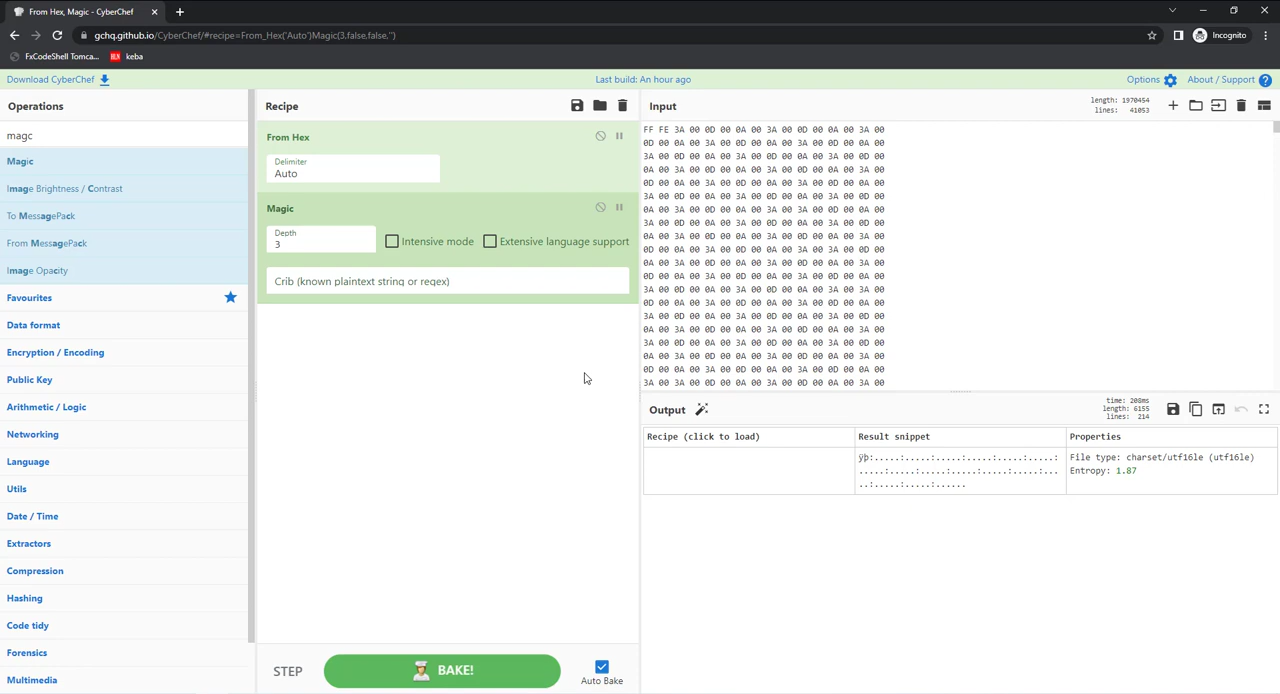 From Hex, Magic - CyberChef
gchq.github.io/CyberChef/#recipe=From_Hex('Auto')Magic(3,false,false,'')
Incognito
FxCodeShell Tomca...
keba
Download CyberChef
Last build: An hour ago
Options
About / Support
Operations
magc
Magic
Image Brightness / Contrast
To MessagePack
From MessagePack
Image Opacity
Favourites
Data format
Encryption / Encoding
Public Key
Arithmetic / Logic
Networking
Language
Utils
Date / Time
Extractors
Compression
Hashing
Code tidy
Forensics
Multimedia
Recipe
From Hex
Delimiter
Auto
Magic
Depth
3
Intensive mode
Extensive language support
Crib (known plaintext string or regex)
STEP
BAKE!
Auto Bake
Input
length: 1970454
lines: 41053
FF FE 3A 00 0D 00 0A 00 3A 00 0D 00 0A 00 3A 00
0D 00 0A 00 3A 00 0D 00 0A 00 3A 00 0D 00 0A 00
3A 00 0D 00 0A 00 3A 00 0D 00 0A 00 3A 00 0D 00
0A 00 3A 00 0D 00 0A 00 3A 00 0D 00 0A 00 3A 00
0D 00 0A 00 3A 00 0D 00 0A 00 3A 00 0D 00 0A 00
3A 00 0D 00 0A 00 3A 00 0D 00 0A 00 3A 00 0D 00
0A 00 3A 00 0D 00 0A 00 3A 00 0D 00 0A 00 3A 00
3A 00 0D 00 0A 00 3A 00 0D 00 0A 00 3A 00 0D 00
0A 00 3A 00 0D 00 0A 00 3A 00 0D 00 0A 00 3A 00
0D 00 0A 00 3A 00 0D 00 0A 00 3A 00 0D 00 0A 00
3A 00 0D 00 0A 00 3A 00 0D 00 0A 00 3A 00 0D 00
0D 00 0A 00 3A 00 0D 00 0A 00 3A 00 0D 00 0A 00
3A 00 0D 00 0A 00 3A 00 0D 00 0A 00 3A 00 0D 00
0D 00 0A 00 3A 00 0D 00 0A 00 3A 00 0D 00 0A 00
3A 00 0D 00 0A 00 3A 00 0D 00 0A 00 3A 00 0D 00
0A 00 3A 00 0D 00 0A 00 3A 00 0D 00 0A 00 3A 00
3A 00 0D 00 0A 00 3A 00 0D 00 0A 00 3A 00 0D 00
0A 00 3A 00 0D 00 0A 00 3A 00 0D 00 0A 00 3A 00
0D 00 0A 00 3A 00 0D 00 0A 00 3A 00 0D 00 0A 00
3A 00 3A 00 0D 00 0A 00 3A 00 0D 00 0A 00 3A 00
Output
time: 208ms
length: 6155
lines: 214
Recipe (click to load)
Result snippet
Properties
ÿþ:.....:.....:.....:.....:.....:.....:
.....:.....:.....:.....:.....:.....:...
..:.....:.....:......
File type: charset/utf16le (utf16le)
Entropy: 1.87